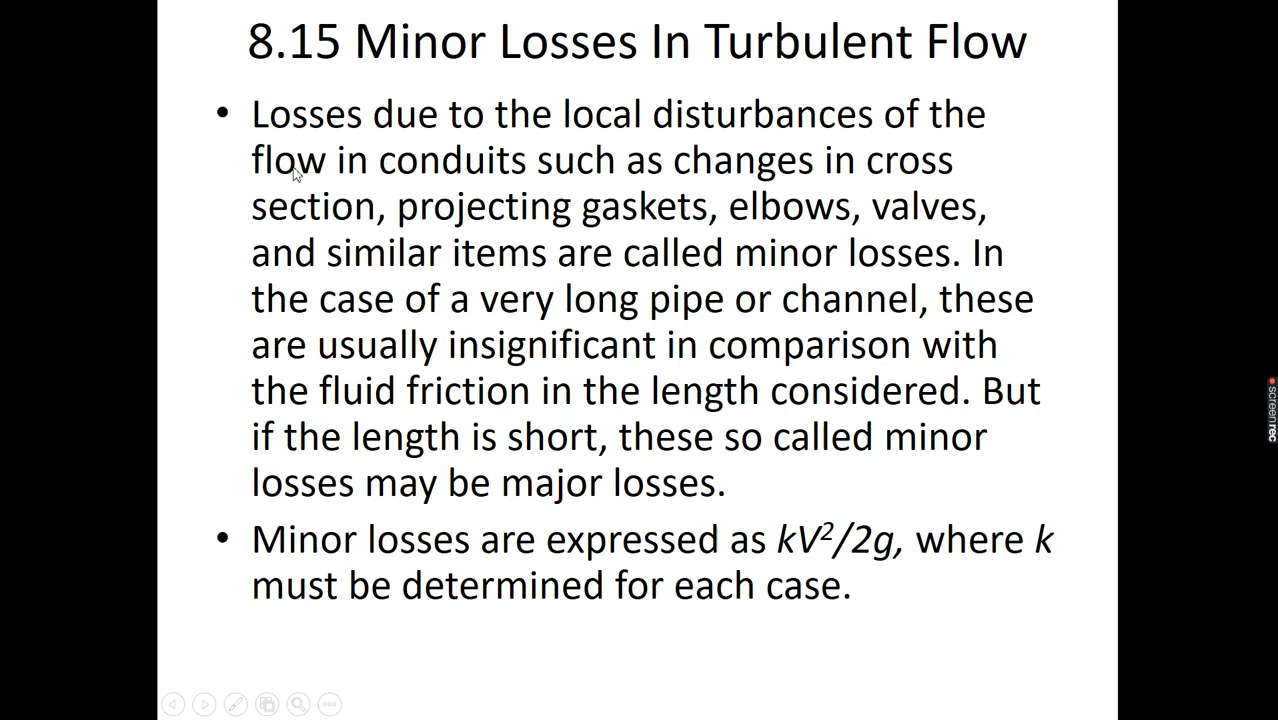 8.15 Minor Losses In Turbulent Flow
• Losses due to the local disturbances of the
flow in conduits such as changes in cross
section, projecting gaskets, elbows, valves,
and similar items are called minor losses. In
the case of a very long pipe or channel, these
are usually insignificant in comparison with
the fluid friction in the length considered. But
if the length is short, these so called minor
losses may be major losses.
• Minor losses are expressed as kV²/2g, where k
must be determined for each case.
screenrec